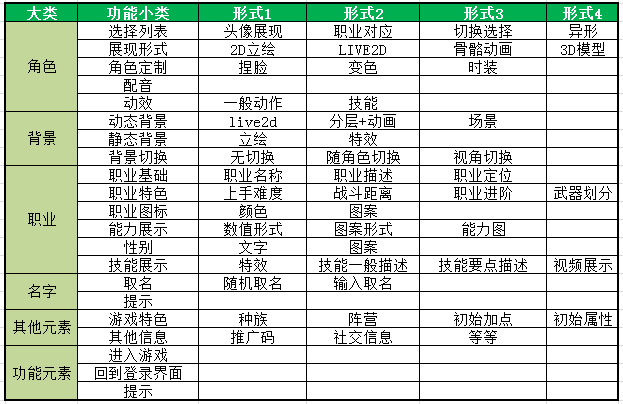 大类 功能小类 形式1 形式2 形式3 形式4
角色 选择列表 头像展现 职业对应 切换选择 异形
展现形式 2D立绘 LIVE2D 骨骼动画 3D模型
角色定制 捏脸 变色 时装
配音
动效 一般动作 技能
背景 动态背景 live2d 分层+动画 场景
静态背景 立绘 特效
背景切换 无切换 随角色切换 视角切换
职业 职业基础 职业名称 职业描述 职业定位
职业特色 上手难度 战斗距离 职业进阶 武器划分
职业图标 颜色 图案
能力展示 数值形式 图案形式 能力图
性别 文字 图案
技能展示 特效 技能一般描述 技能要点描述 视频展示
名字 取名 随机取名 输入取名
提示
其他元素 游戏特色 种族 阵营 初始加点 初始属性
其他信息 推广码 社交信息 等等
功能元素 进入游戏
回到登录界面
提示